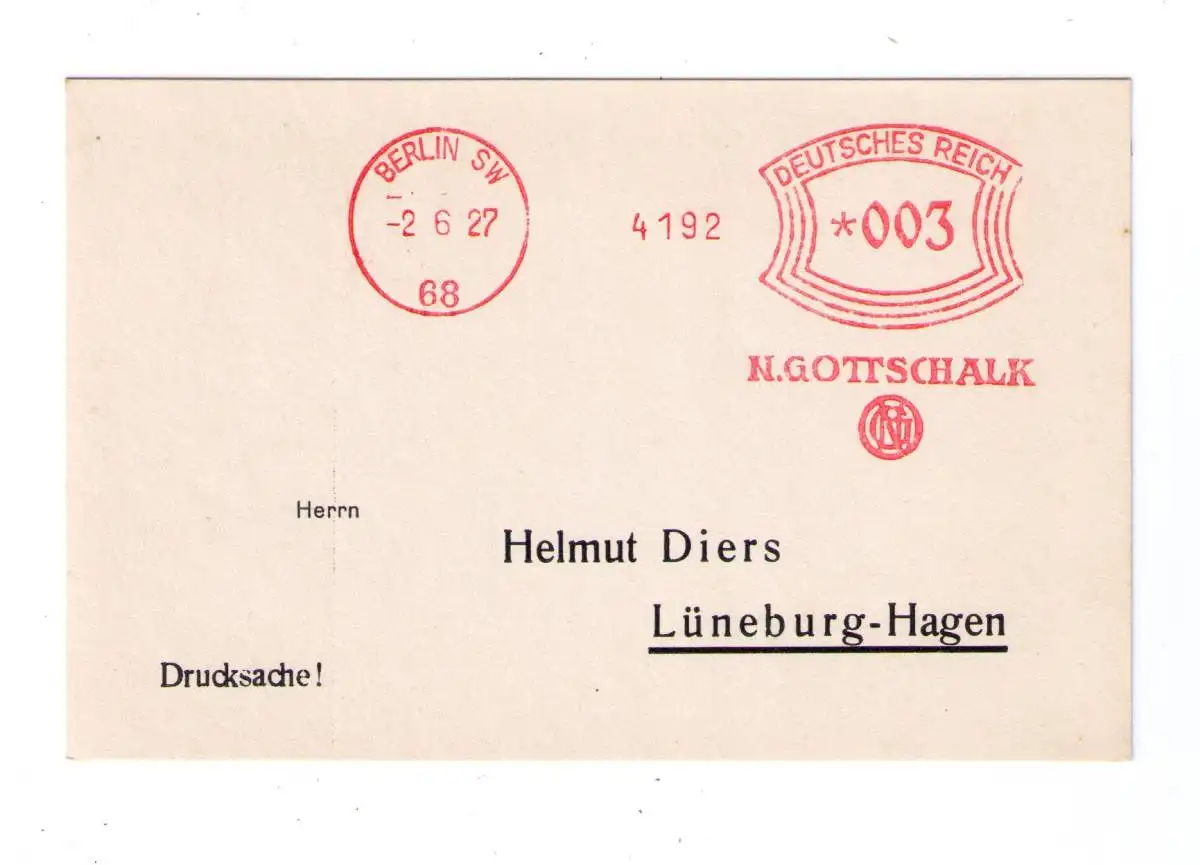 BERLIN SW
-2 6 27
68
4192
DEUTSCHES REICH
*003
N.GOTTSCHALK
Herrn
Helmut Diers
Lüneburg-Hagen
Drucksache!